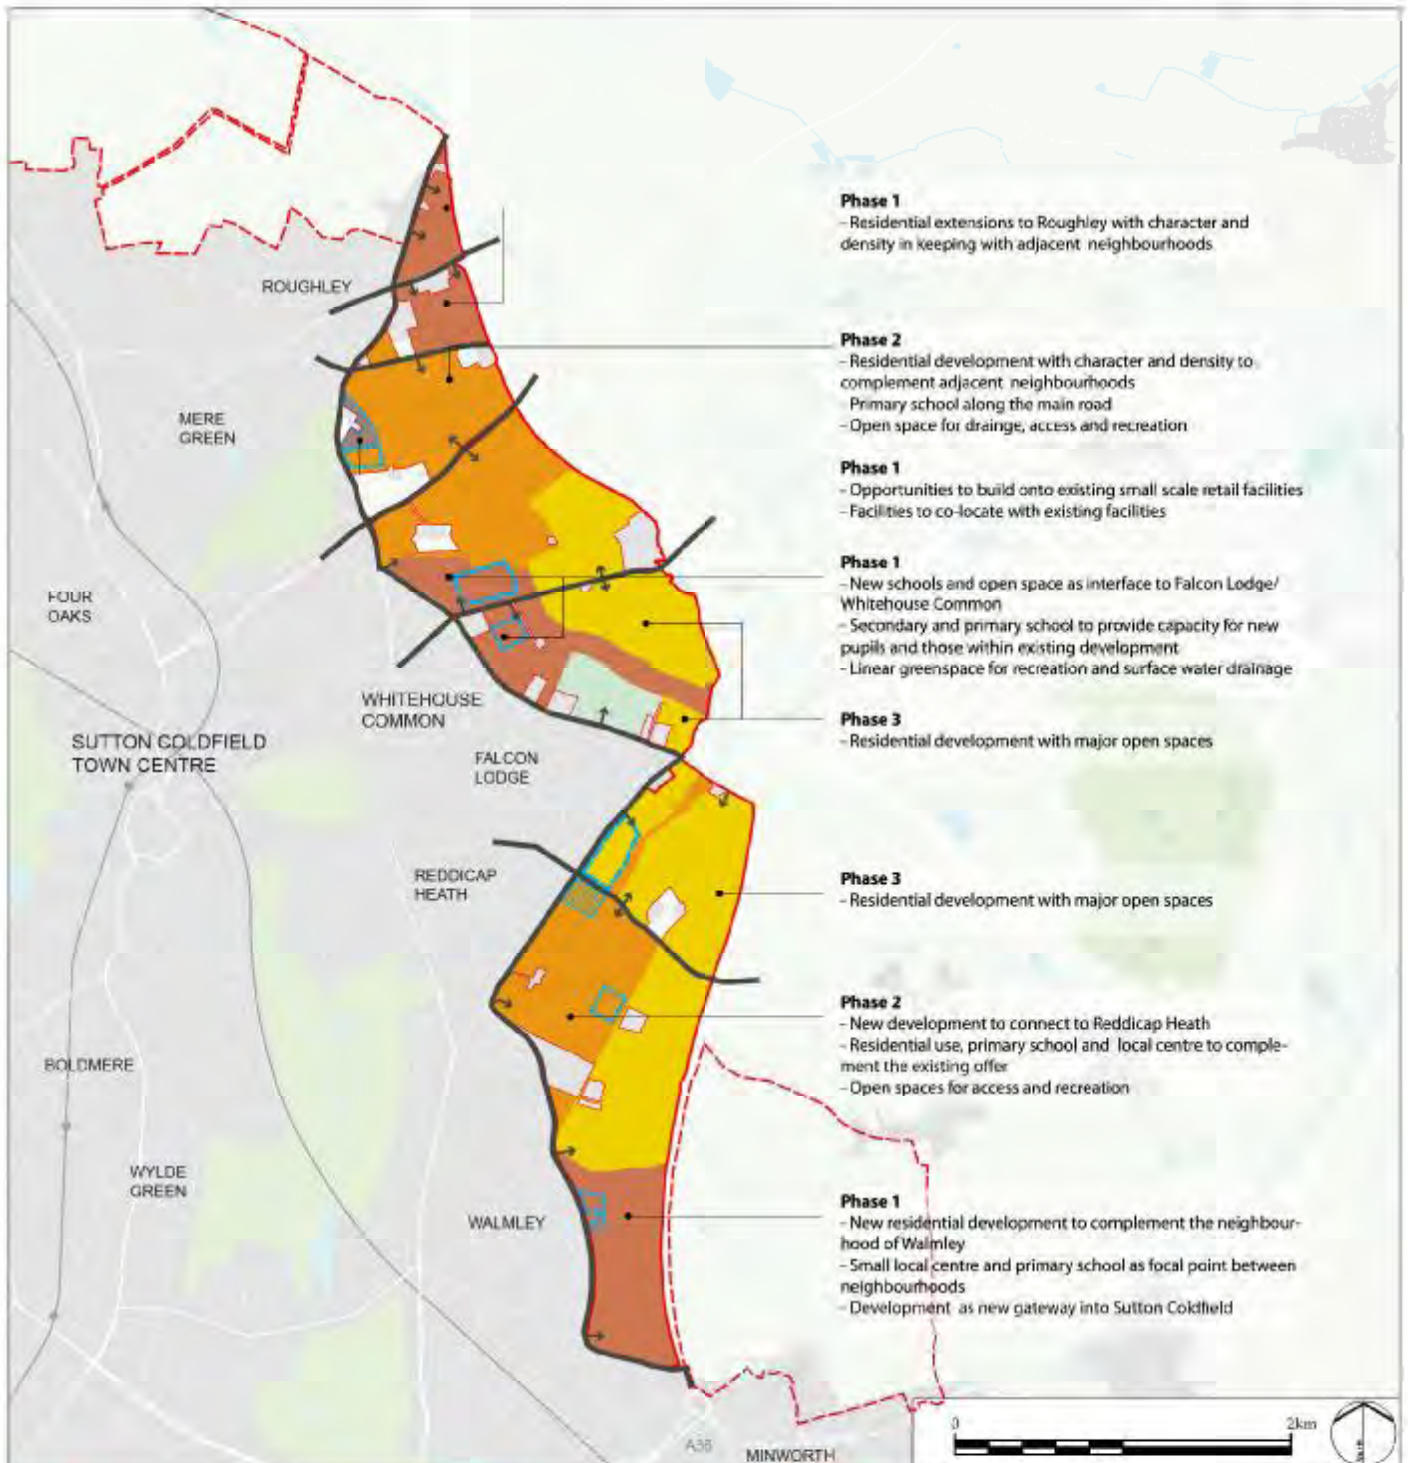 Phase 1
- Residential extensions to Roughley with character and
density in keeping with adjacent neighbourhoods
ROUGHLEY
Phase 2
- Residential development with character and density to
complement adjacent neighbourhoods
Primary school along the main road
- Open space for drainge, access and recreation
MERE
GREEN
Phase 1
- Opportunities to build onto existing small scale retail facilities
- Facilities to co-locate with existing facilities
Phase 1
- New schools and open space as interface to Falcon Lodge/
Whitehouse Common
- Secondary and primary school to provide capacity for new
pupils and those within existing development
- Linear greenspace for recreation and surface water drainage
FOUR
OAKS
WHITEHOUSE
COMMON
SUTTON COLDFIELD
TOWN CENTRE
FALCON
LODGE
Phase 3
- Residential development with major open spaces
REDDICAP
HEATH
Phase 3
- Residential development with major open spaces
Phase 2
- New development to connect to Reddicap Heath
- Residential use, primary school and local centre to comple-
ment the existing offer
- Open spaces for access and recreation
BOLDMERE
WYLDE
GREEN
WALMLEY
Phase 1
- New residential development to complement the neighbour-
hood of Walmley
- Small local centre and primary school as focal point between
neighbourhoods
- Development as new gateway into Sutton Coldfield
A38
MINWORTH
0
2km